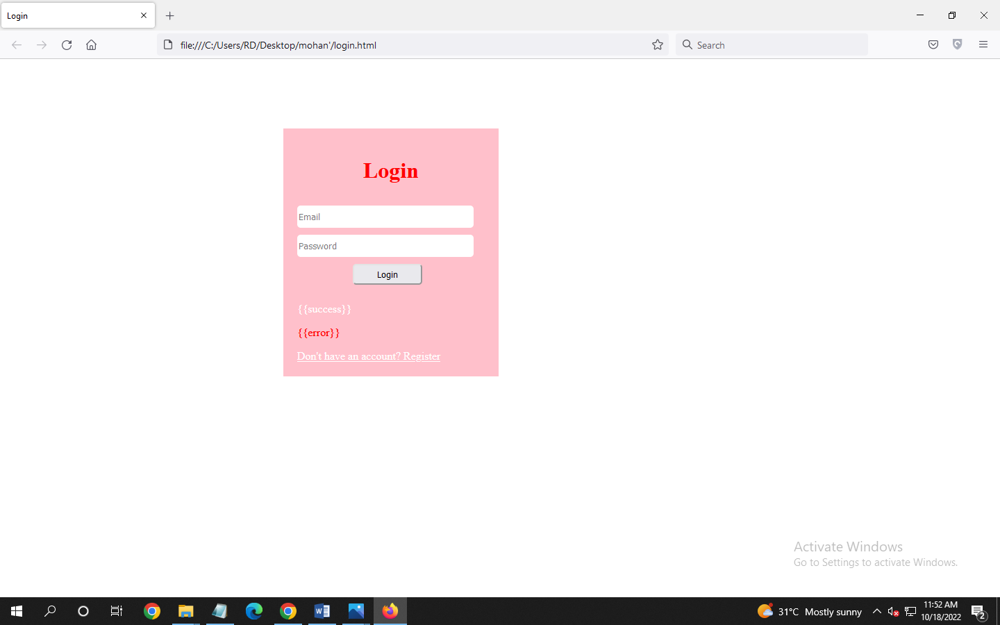 Login
file:///C:/Users/RD/Desktop/mohan'/login.html
Search
Login
Email
Password
Login
{{success}}
{{error}}
Don't have an account? Register
Activate Windows
Go to Settings to activate Windows.
31°C Mostly sunny
11:52 AM
10/18/2022
2